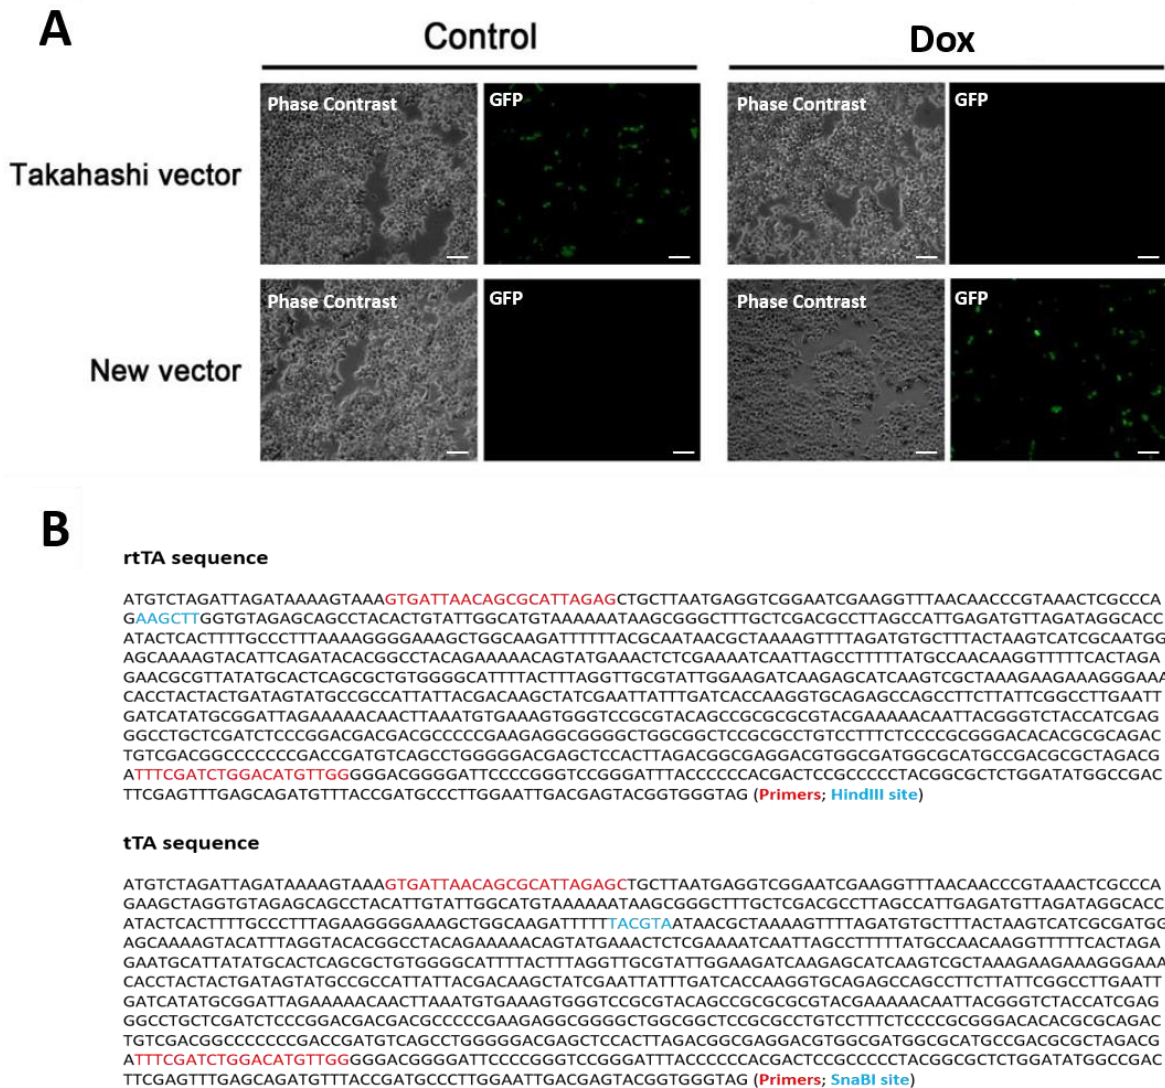 A
Control
Dox
Phase Contrast
GFP
Phase Contrast
GFP
Takahashi vector
Phase Contrast
GFP
Phase Contrast
GFP
New vector
B
rtTA sequence
ATGTCTAGATTAGATAAAAGTAAAGTGATTAACAGCGCATTAGAGCTGCTTAATGAGGTCGGAATCGAAGGTTTAACAACCCGTAAACTCGCCCA
GAAGCTTGGTGTAGAGCAGCCTACACTGTATTGGCATGTAAAAAATAAGCGGGCTTTGCTCGACGCCTTAGCCATTGAGATGTTAGATAGGCACC
ATACTCACTTTTGCCCTTTAAAAGGGGAAAGCTGGCAAGATTTTTTACGCAATAACGCTAAAAGTTTTAGATGTGCTTTACTAAGTCATCGCAATGG
AGCAAAAGTACATTCAGATACACGGCCTACAGAAAAACAGTATGAAACTCTCGAAAATCAATTAGCCTTTTTATGCCAACAAGGTTTTTCACTAGA
GAACGCGTTATATGCACTCAGCGCTGTGGGGCATTTTACTTTAGGTTGCGTATTGGAAGATCAAGAGCATCAAGTCGCTAAAGAAGAAAGGGAAA
CACCTACTACTGATAGTATGCCGCCATTATTACGACAAGCTATCGAATTATTTGATCACCAAGGTGCAGAGCCAGCCTTCTTATTCGGCCTTGAATT
GATCATATGCGGATTAGAAAAACAACTTAAATGTGAAAGTGGGTCCGCGTACAGCCGCGCGCGTACGAAAAACAATTACGGGTCTACCATCGAG
GGCCTGCTCGATCTCCCGGACGACGACGCCCCCGAAGAGGCGGGGCTGGCGGCTCCGCGCCTGTCCTTTCTCCCCGCGGGACACACGCGCAGAC
TGTCGACGGCCCCCCCGACCGATGTCAGCCTGGGGGACGAGCTCCACTTAGACGGCGAGGACGTGGCGATGGCGCATGCCGACGCGCTAGACG
ATTTCGATCTGGACATGTTGGGGGACGGGGATTCCCCGGGTCCGGGATTTACCCCCCACGACTCCGCCCCCTACGGCGCTCTGGATATGGCCGAC
TTCGAGTTTGAGCAGATGTTTACCGATGCCCTTGGAATTGACGAGTACGGTGGGTAG (Primers; HindIII site)
tTA sequence
ATGTCTAGATTAGATAAAAGTAAAGTGATTAACAGCGCATTAGAGCTGCTTAATGAGGTCGGAATCGAAGGTTTAACAACCCGTAAACTCGCCCA
GAAGCTAGGTGTAGAGCAGCCTACATTGTATTGGCATGTAAAAAATAAGCGGGCTTTGCTCGACGCCTTAGCCATTGAGATGTTAGATAGGCACC
ATACTCACTTTTGCCCTTTAGAAGGGGAAAGCTGGCAAGATTTTTTACGTAATAACGCTAAAAGTTTTAGATGTGCTTTACTAAGTCATCGCGATGG
AGCAAAAGTACATTTAGGTACACGGCCTACAGAAAAACAGTATGAAACTCTCGAAAATCAATTAGCCTTTTTATGCCAACAAGGTTTTTCACTAGA
GAATGCATTATATGCACTCAGCGCTGTGGGGCATTTTACTTTAGGTTGCGTATTGGAAGATCAAGAGCATCAAGTCGCTAAAGAAGAAAGGGAAA
CACCTACTACTGATAGTATGCCGCCATTATTACGACAAGCTATCGAATTATTTGATCACCAAGGTGCAGAGCCAGCCTTCTTATTCGGCCTTGAATT
GATCATATGCGGATTAGAAAAACAACTTAAATGTGAAAGTGGGTCCGCGTACAGCCGCGCGCGTACGAAAAACAATTACGGGTCTACCATCGAG
GGCCTGCTCGATCTCCCGGACGACGACGCCCCCGAAGAGGCGGGGCTGGCGGCTCCGCGCCTGTCCTTTCTCCCCGCGGGACACACGCGCAGAC
TGTCGACGGCCCCCCCGACCGATGTCAGCCTGGGGGACGAGCTCCACTTAGACGGCGAGGACGTGGCGATGGCGCATGCCGACGCGCTAGACG
ATTTCGATCTGGACATGTTGGGGGACGGGGATTCCCCGGGTCCGGGATTTACCCCCCACGACTCCGCCCCCTACGGCGCTCTGGATATGGCCGAC
TTCGAGTTTGAGCAGATGTTTACCGATGCCCTTGGAATTGACGAGTACGGTGGGTAG (Primers; SnaBI site)